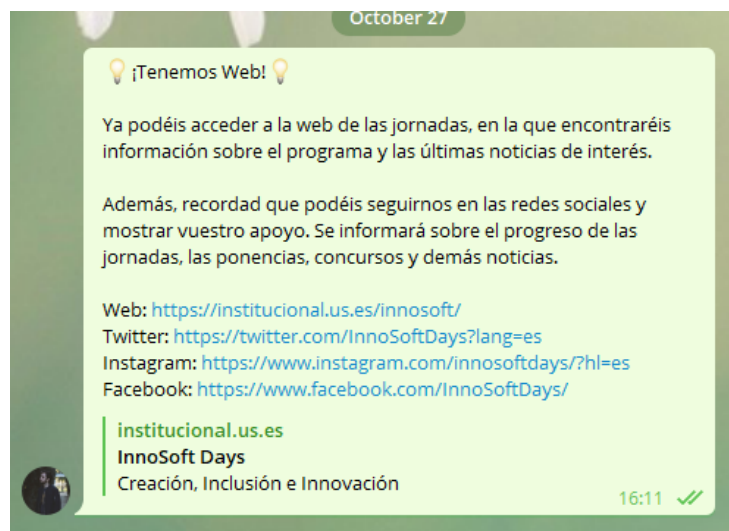 October 27
💡 ¡Tenemos Web! 💡
Ya podéis acceder a la web de las jornadas, en la que encontraréis
información sobre el programa y las últimas noticias de interés.
Además, recordad que podéis seguirnos en las redes sociales y
mostrar vuestro apoyo. Se informará sobre el progreso de las
jornadas, las ponencias, concursos y demás noticias.
Web: https://institucional.us.es/innosoft/
Twitter: https://twitter.com/InnoSoftDays?lang=es
Instagram: https://www.instagram.com/innosoftdays/?hl=es
Facebook: https://www.facebook.com/InnoSoftDays/
institucional.us.es
InnoSoft Days
Creación, Inclusión e Innovación
16:11